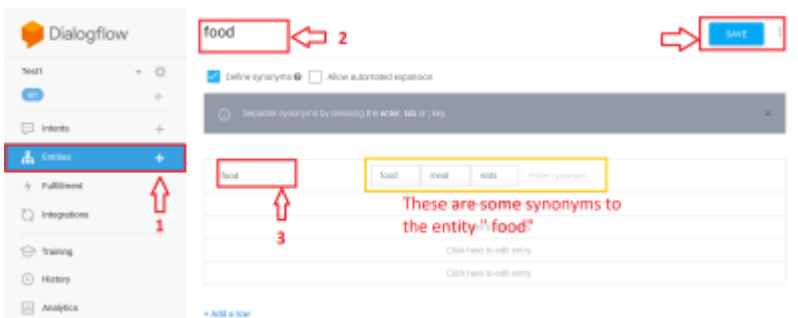 Dialogflow
food
2
SAVE
Test1
Define synonyms
Allow automated expansion
en
Separate synonyms by pressing the enter, tab or ; key.
Intents
Entities
food
food
meal
eats
Enter synonym
Fulfillment
Integrations
1
3
These are some synonyms to
the entity " food"
Click here to edit entry
Training
History
Click here to edit entry
Analytics
+ Add a row